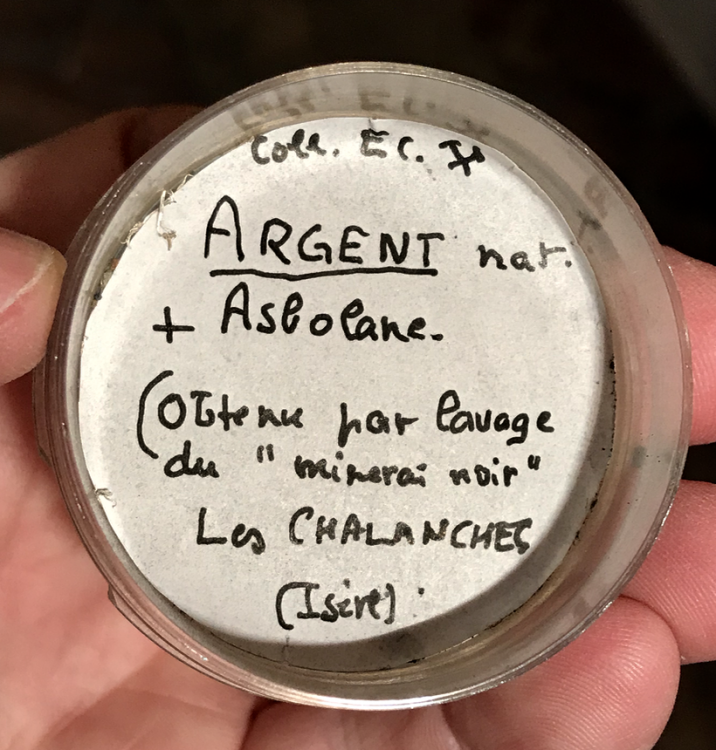 Coll. EC.
ARGENT nat.
+ Asbolane.
(Obtenu par lavage
du "minerai noir"
Les CHALANCHES
(Isère)